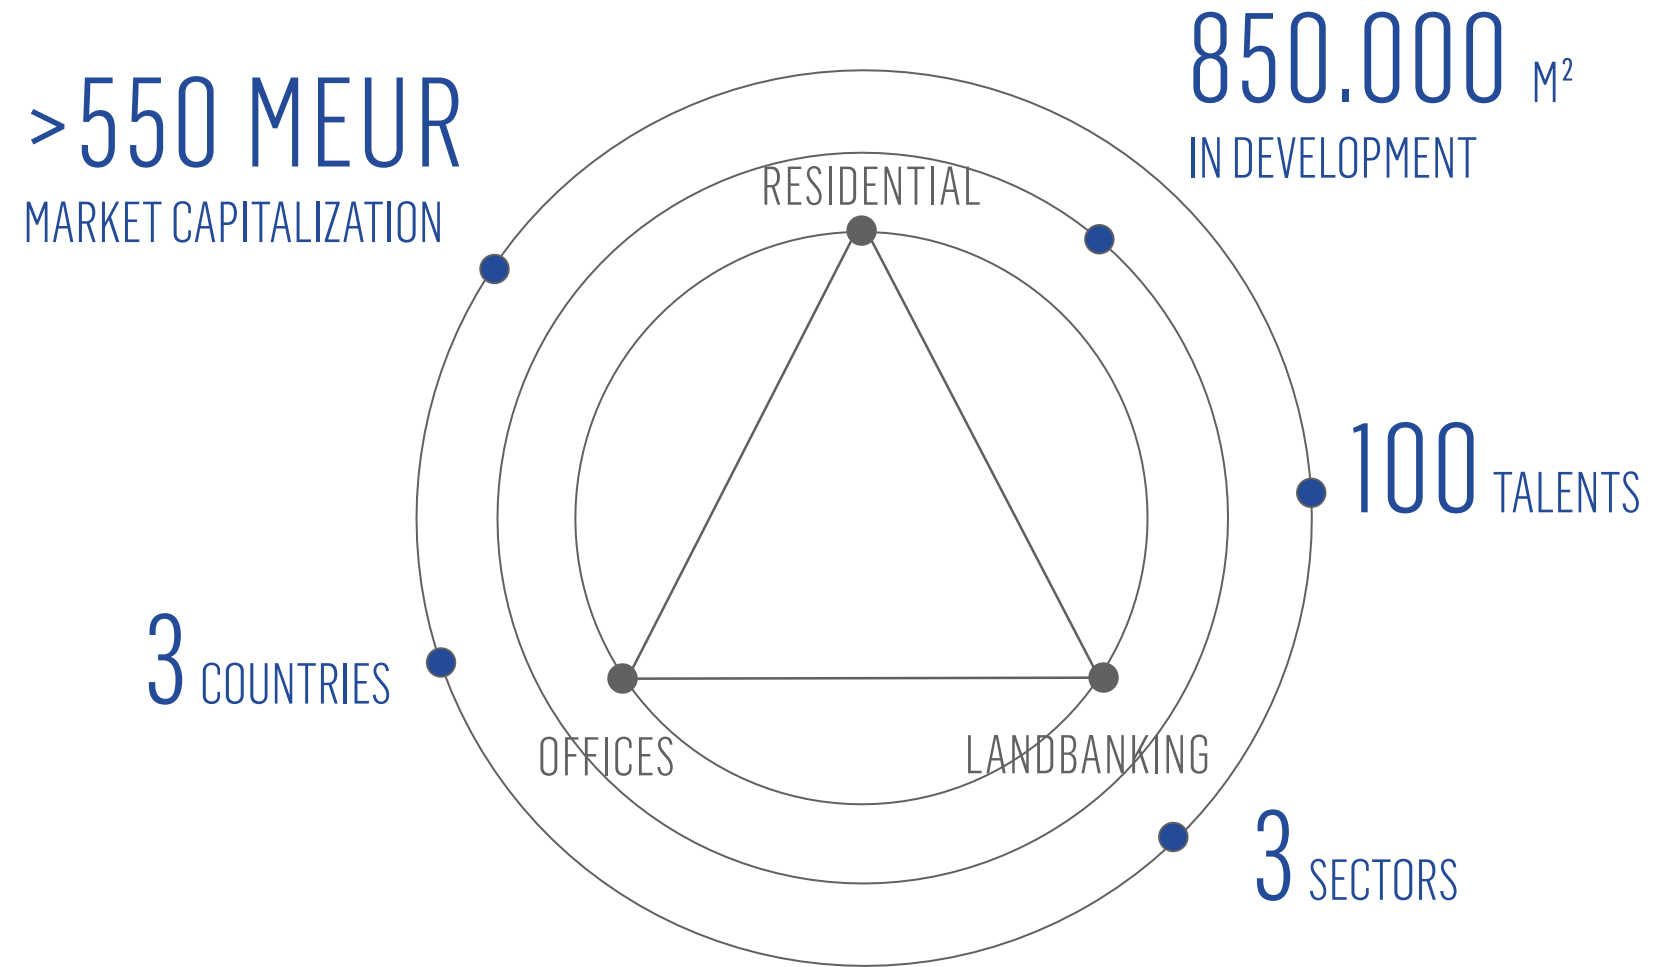 >550 MEUR
MARKET CAPITALIZATION
850.000 M²
IN DEVELOPMENT
RESIDENTIAL
100 TALENTS
3 COUNTRIES
OFFICES
LANDBANKING
3 SECTORS